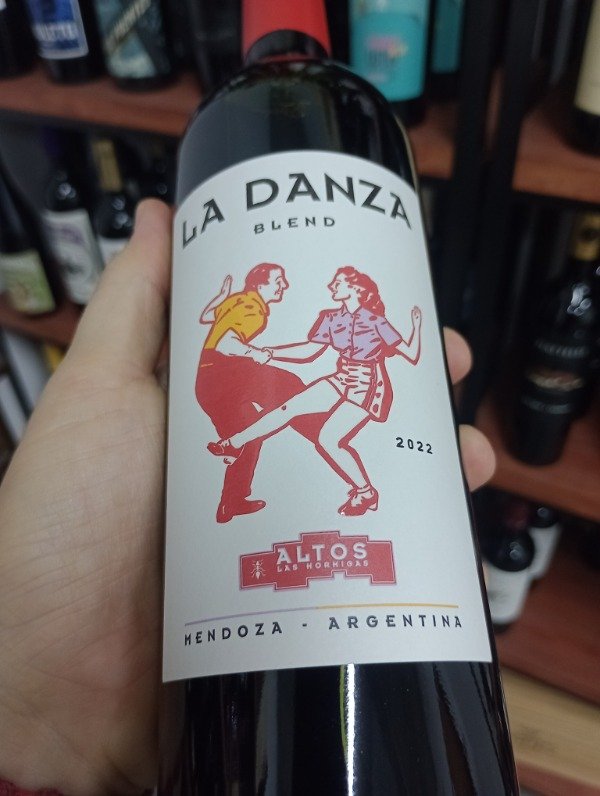 LA DANZA
BLEND
2022
ALTOS
LAS HORMIGAS
MENDOZA - ARGENTINA